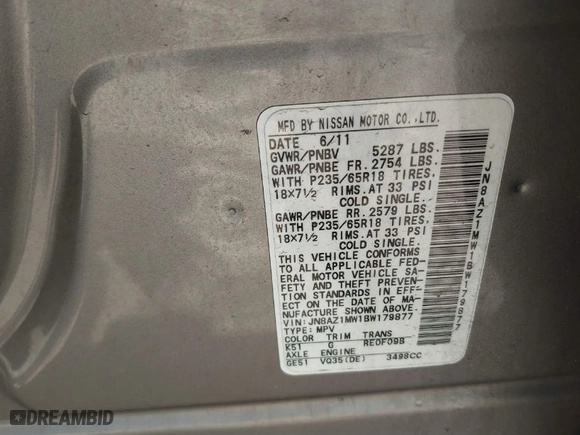 MFD BY NISSAN MOTOR CO.,LTD.
DATE 6/11
GVWR/PNBV 5287 LBS.
GAWR/PNBE FR. 2754 LBS.
WITH P235/65R18 TIRES.
18×7½ RIMS.AT 33 PSI
COLD SINGLE.
GAWR/PNBE RR. 2579 LBS.
WITH P235/65R18 TIRES.
18×7½ RIMS.AT 33 PSI
COLD SINGLE.
THIS VEHICLE CONFORMS
TO ALL APPLICABLE FED-
ERAL MOTOR VEHICLE SA-
FETY AND THEFT PREVEN-
TION STANDARDS IN EFF-
ECT ON THE DATE OF MA-
NUFACTURE SHOWN ABOVE.
VIN:JN8AZ1MW1BW179877
TYPE:MPV
COLOR TRIM TRANS
K51 G RE0F09B
AXLE ENGINE
GE51 VQ35(DE) 3498CC
JN8AZ1MW1BW179877
DREAMBID